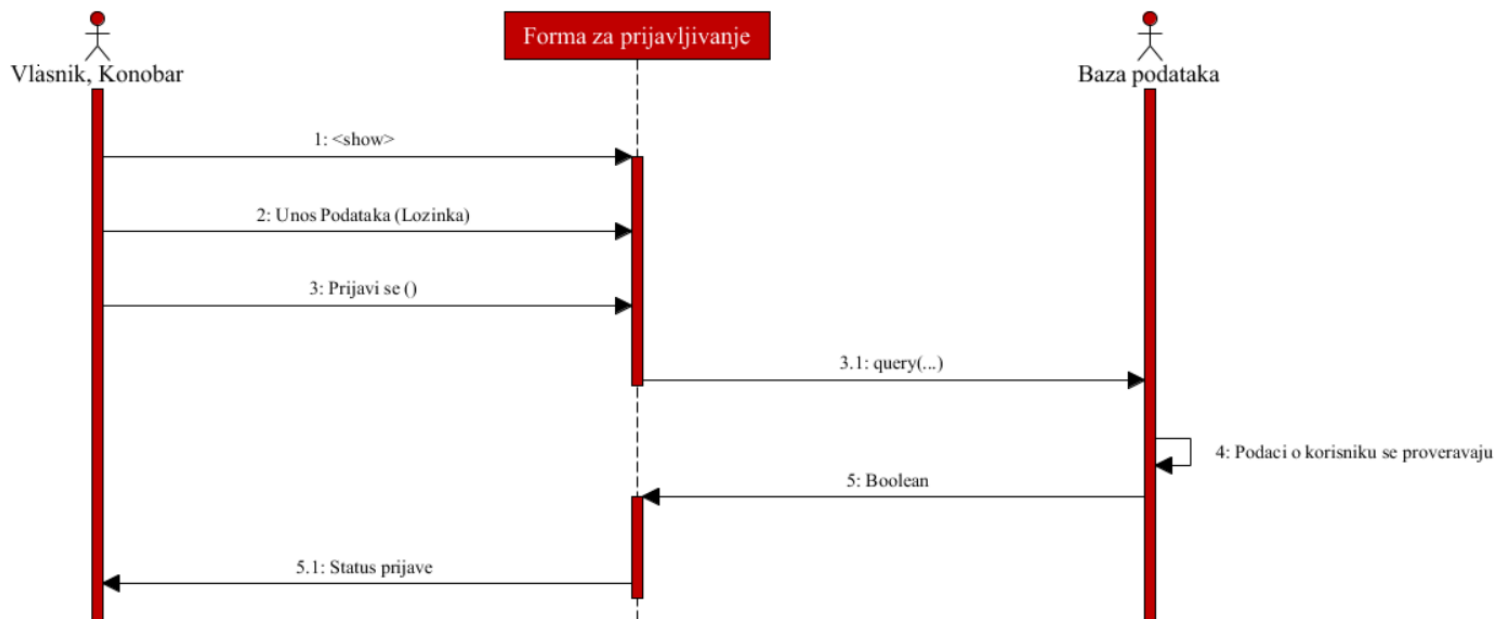 Forma za prijavljivanje
Vlasnik, Konobar
Baza podataka
1: <show>
2: Unos Podataka (Lozinka)
3: Prijavi se ()
3.1: query(...)
4: Podaci o korisniku se proveravaju
5: Boolean
5.1: Status prijave